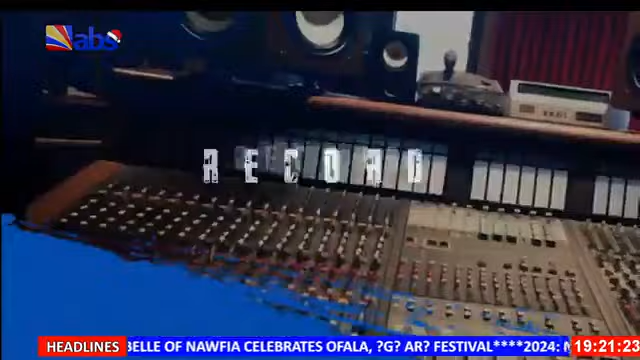 abs
RECORD
HEADLINES BELLE OF NAWFIA CELEBRATES OFALA, ?G? AR? FESTIVAL****2024: 19:21:23